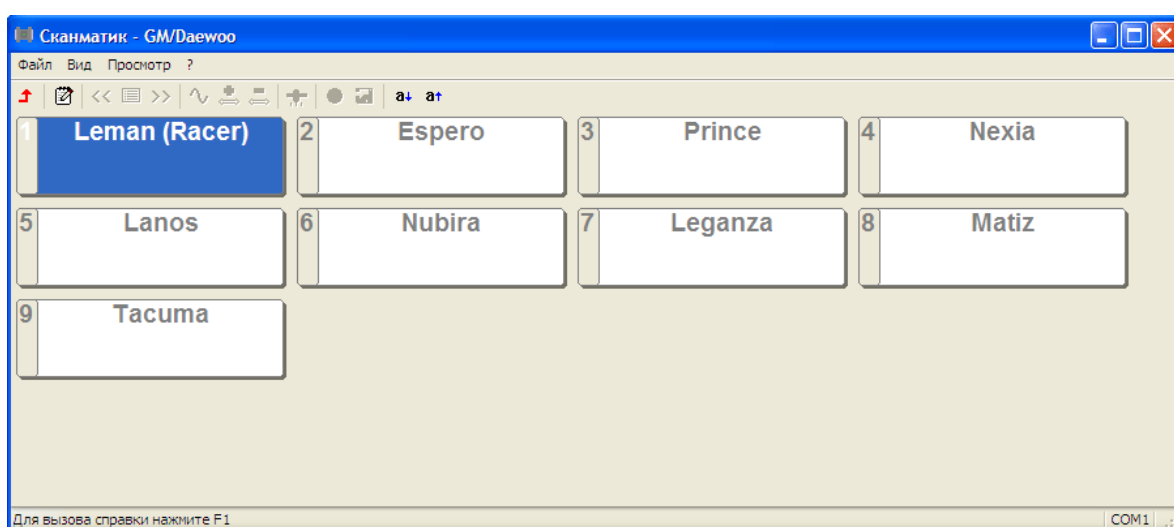 Сканматик - GM/Daewoo
Файл Вид Просмотр ?
<< >> a↓ a↑
1 Leman (Racer) 2 Espero 3 Prince 4 Nexia
5 Lanos 6 Nubira 7 Leganza 8 Matiz
9 Tacuma
Для вызова справки нажмите F1 COM1